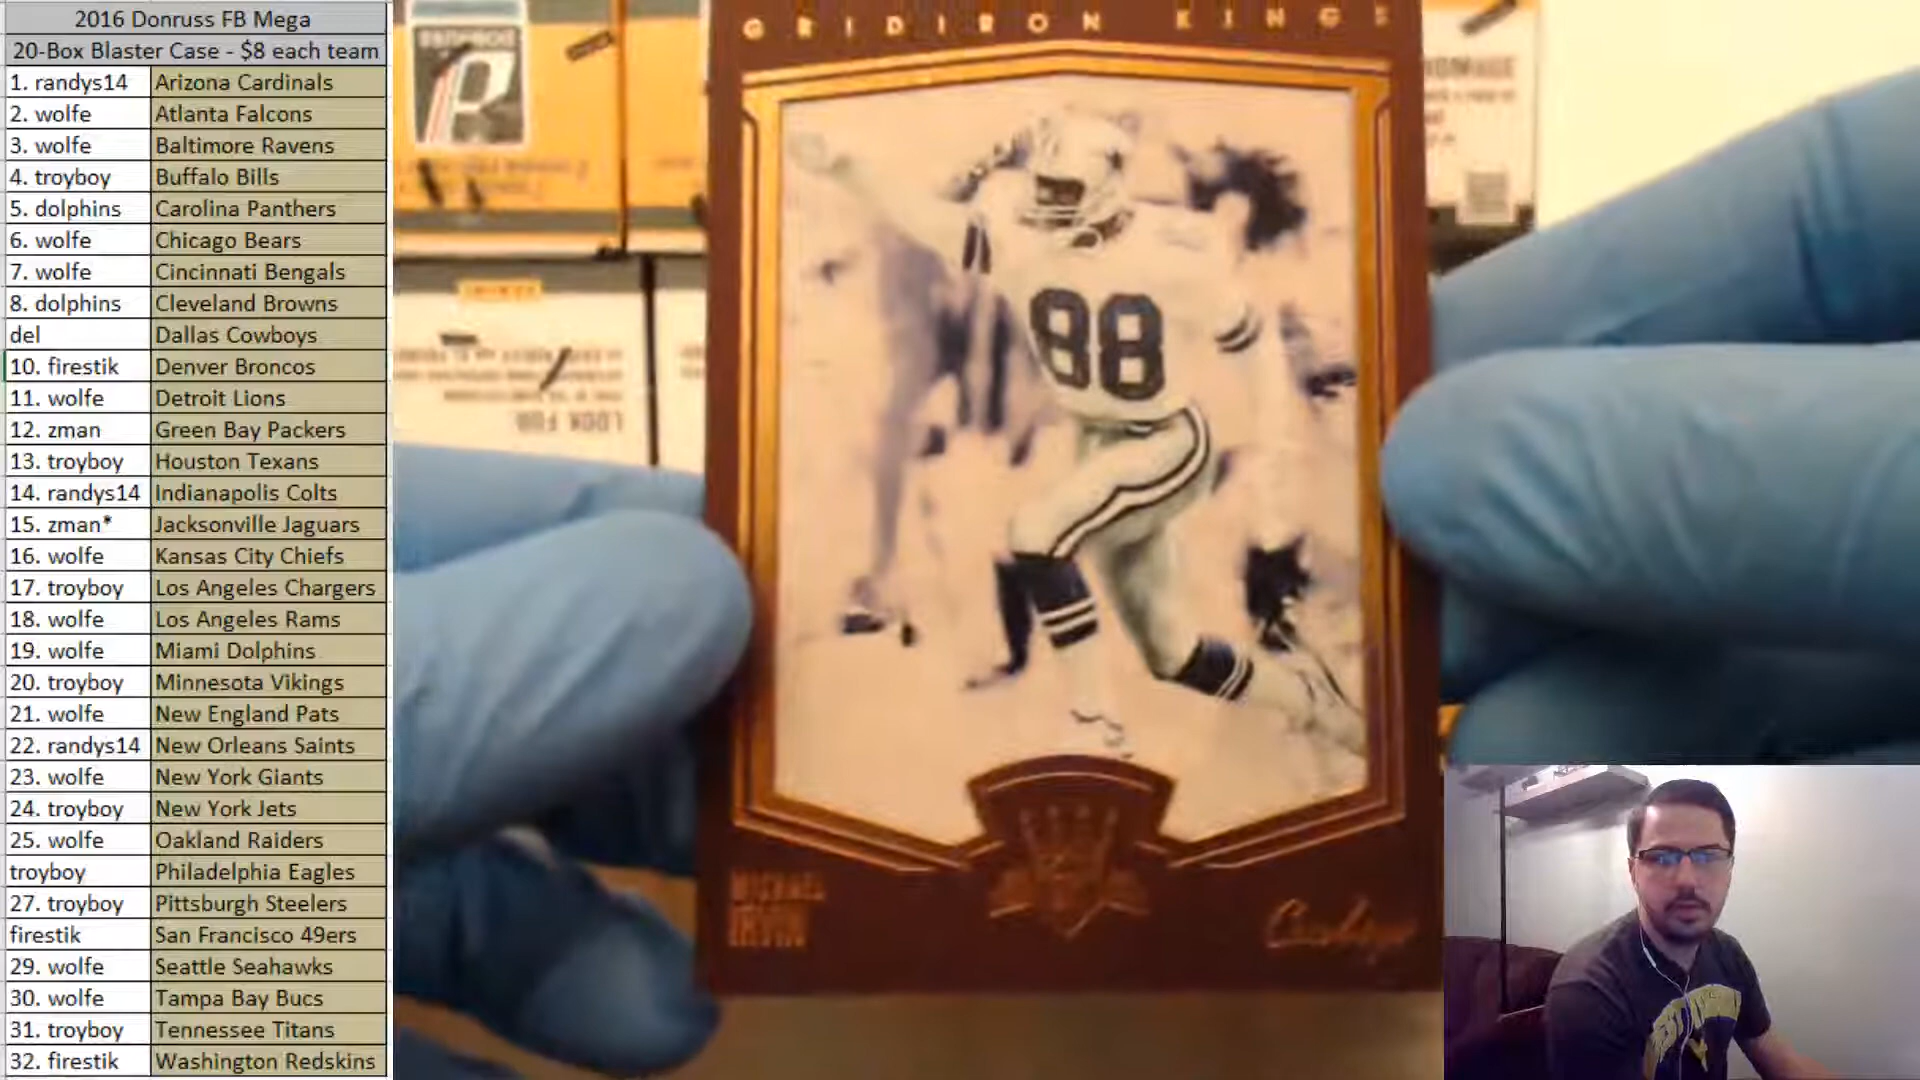 2016 Donruss FB Mega
20-Box Blaster Case - $8 each team
1. randys14 Arizona Cardinals
2. wolfe Atlanta Falcons
3. wolfe Baltimore Ravens
4. troyboy Buffalo Bills
5. dolphins Carolina Panthers
6. wolfe Chicago Bears
7. wolfe Cincinnati Bengals
8. dolphins Cleveland Browns
del Dallas Cowboys
10. firestik Denver Broncos
11. wolfe Detroit Lions
12. zman Green Bay Packers
13. troyboy Houston Texans
14. randys14 Indianapolis Colts
15. zman* Jacksonville Jaguars
16. wolfe Kansas City Chiefs
17. troyboy Los Angeles Chargers
18. wolfe Los Angeles Rams
19. wolfe Miami Dolphins
20. troyboy Minnesota Vikings
21. wolfe New England Pats
22. randys14 New Orleans Saints
23. wolfe New York Giants
24. troyboy New York Jets
25. wolfe Oakland Raiders
troyboy Philadelphia Eagles
27. troyboy Pittsburgh Steelers
firestik San Francisco 49ers
29. wolfe Seattle Seahawks
30. wolfe Tampa Bay Bucs
31. troyboy Tennessee Titans
32. firestik Washington Redskins
GRIDIRON KINGS
88
MICHAEL
IRVIN
Cowboys
LOOK FOR